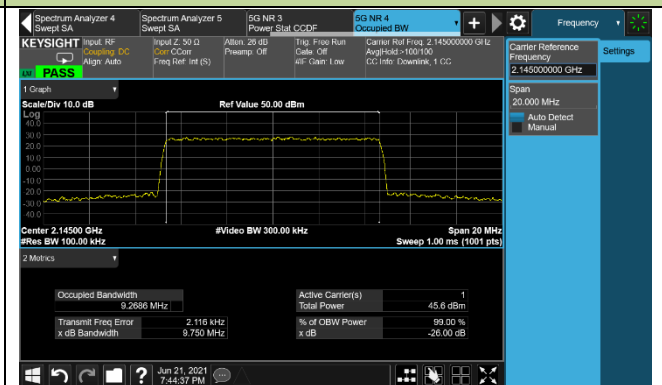 Spectrum Analyzer 4
Swept SA
Spectrum Analyzer 5
Swept SA
5G NR 3
Power Stat CCDF
5G NR 4
Occupied BW
Frequency
KEYSIGHT
Input: RF
Coupling: DC
Align: Auto
Input Z: 50 Ω
Corr CCorr
Freq Ref: Int (S)
Atten: 26 dB
Preamp: Off
Trig: Free Run
Gate: Off
#IF Gain: Low
Carrier Ref Freq: 2.145000000 GHz
Avg|Hold:>100/100
CC Info: Downlink, 1 CC
PASS
1 Graph
Scale/Div 10.0 dB
Ref Value 50.00 dBm
Log
40.0
30.0
20.0
10.0
0.00
-10.0
-20.0
-30.0
-40.0
Center 2.14500 GHz
#Res BW 100.00 kHz
#Video BW 300.00 kHz
Span 20 MHz
Sweep 1.00 ms (1001 pts)
2 Metrics
Occupied Bandwidth
9.2686 MHz
Active Carrier(s) 1
Total Power 45.6 dBm
Transmit Freq Error 2.116 kHz
x dB Bandwidth 9.750 MHz
% of OBW Power 99.00 %
x dB -26.00 dB
Carrier Reference
Frequency
2.145000000 GHz
Settings
Span
20.000 MHz
Auto Detect
Manual
?
Jun 21, 2021
7:44:37 PM